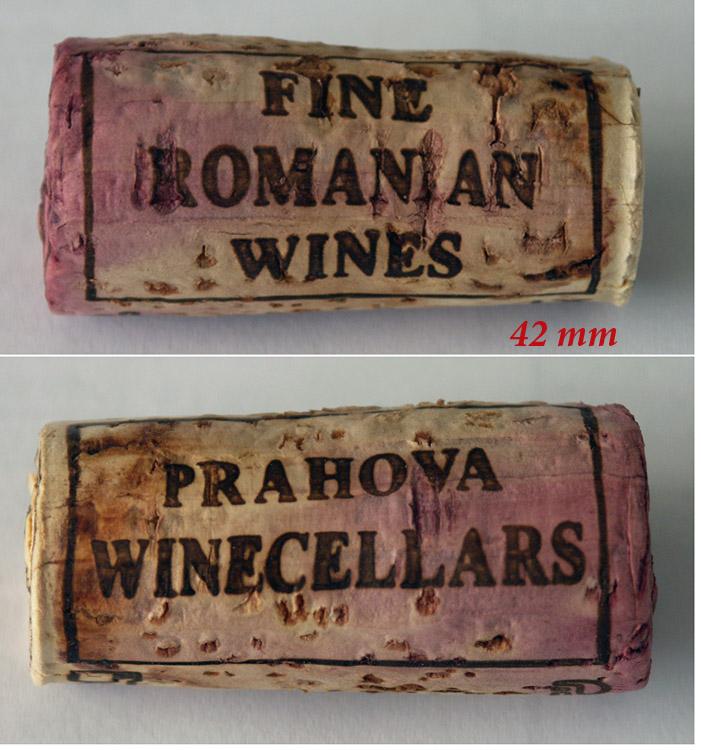 FINE
ROMANIAN
WINES
42 mm
PRAHOVA
WINECELLARS